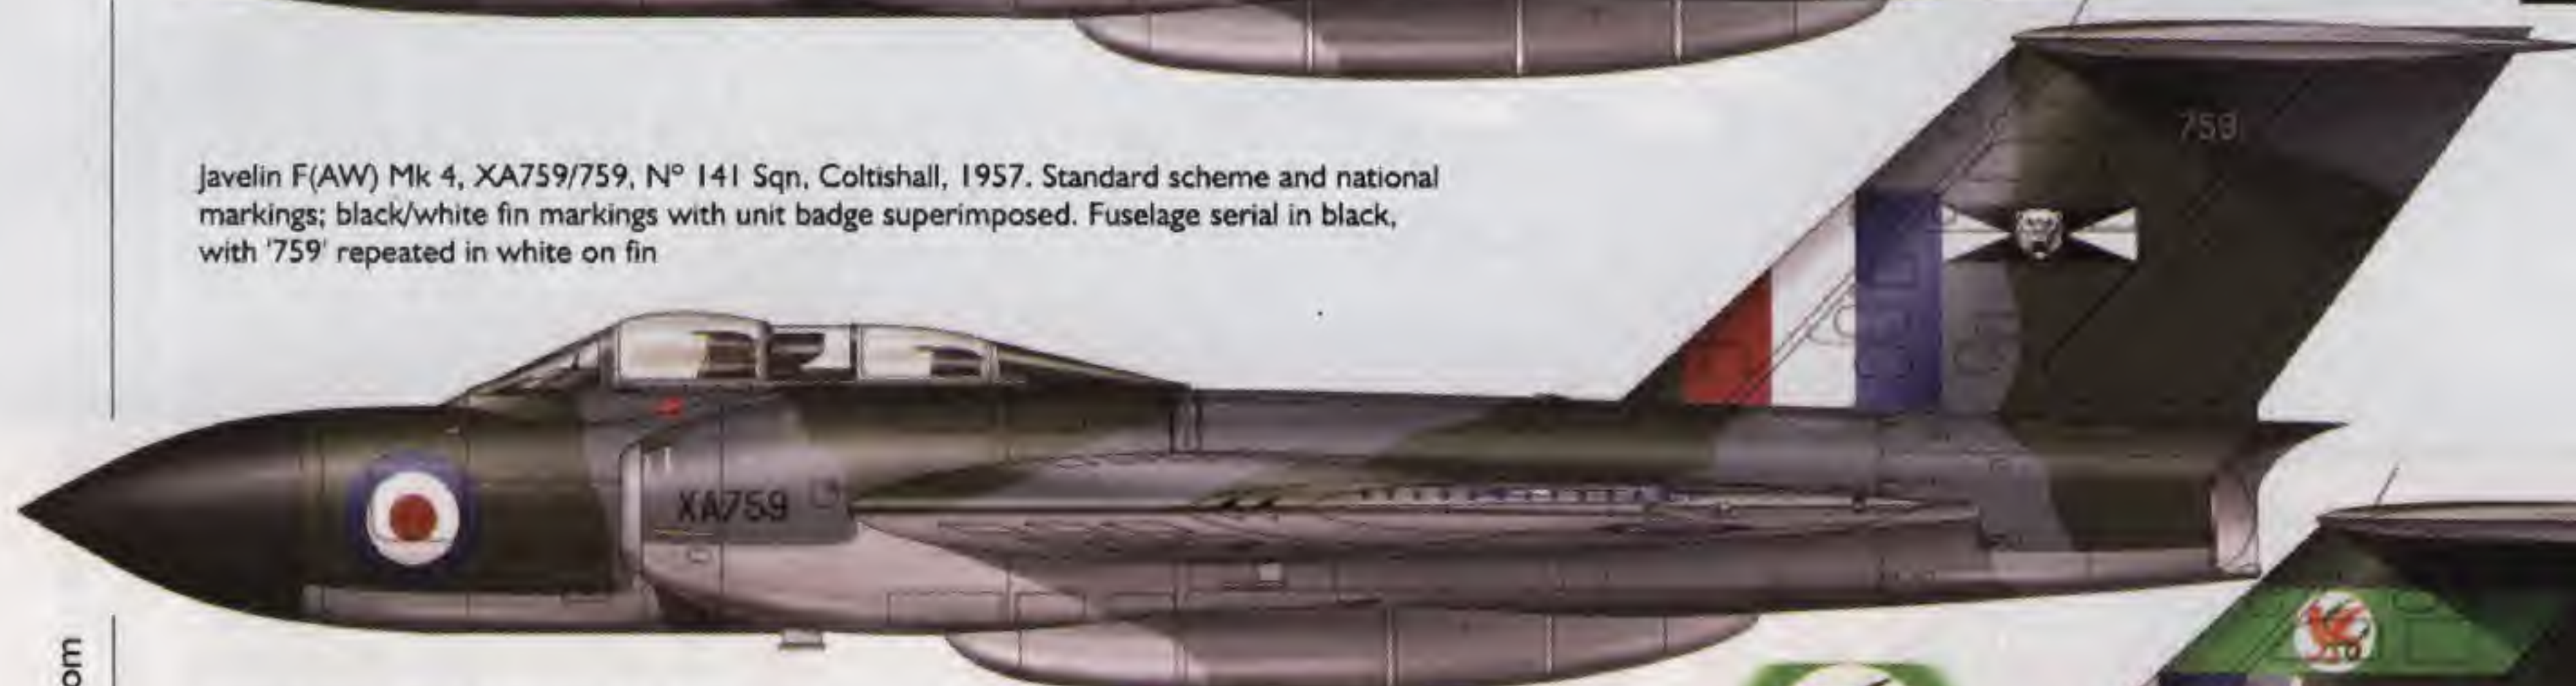 Javelin F(AW) Mk 4, XA759/759, Nº 141 Sqn, Coltishall, 1957. Standard scheme and national
markings; black/white fin markings with unit badge superimposed. Fuselage serial in black,
with '759' repeated in white on fin
759
XA759
om